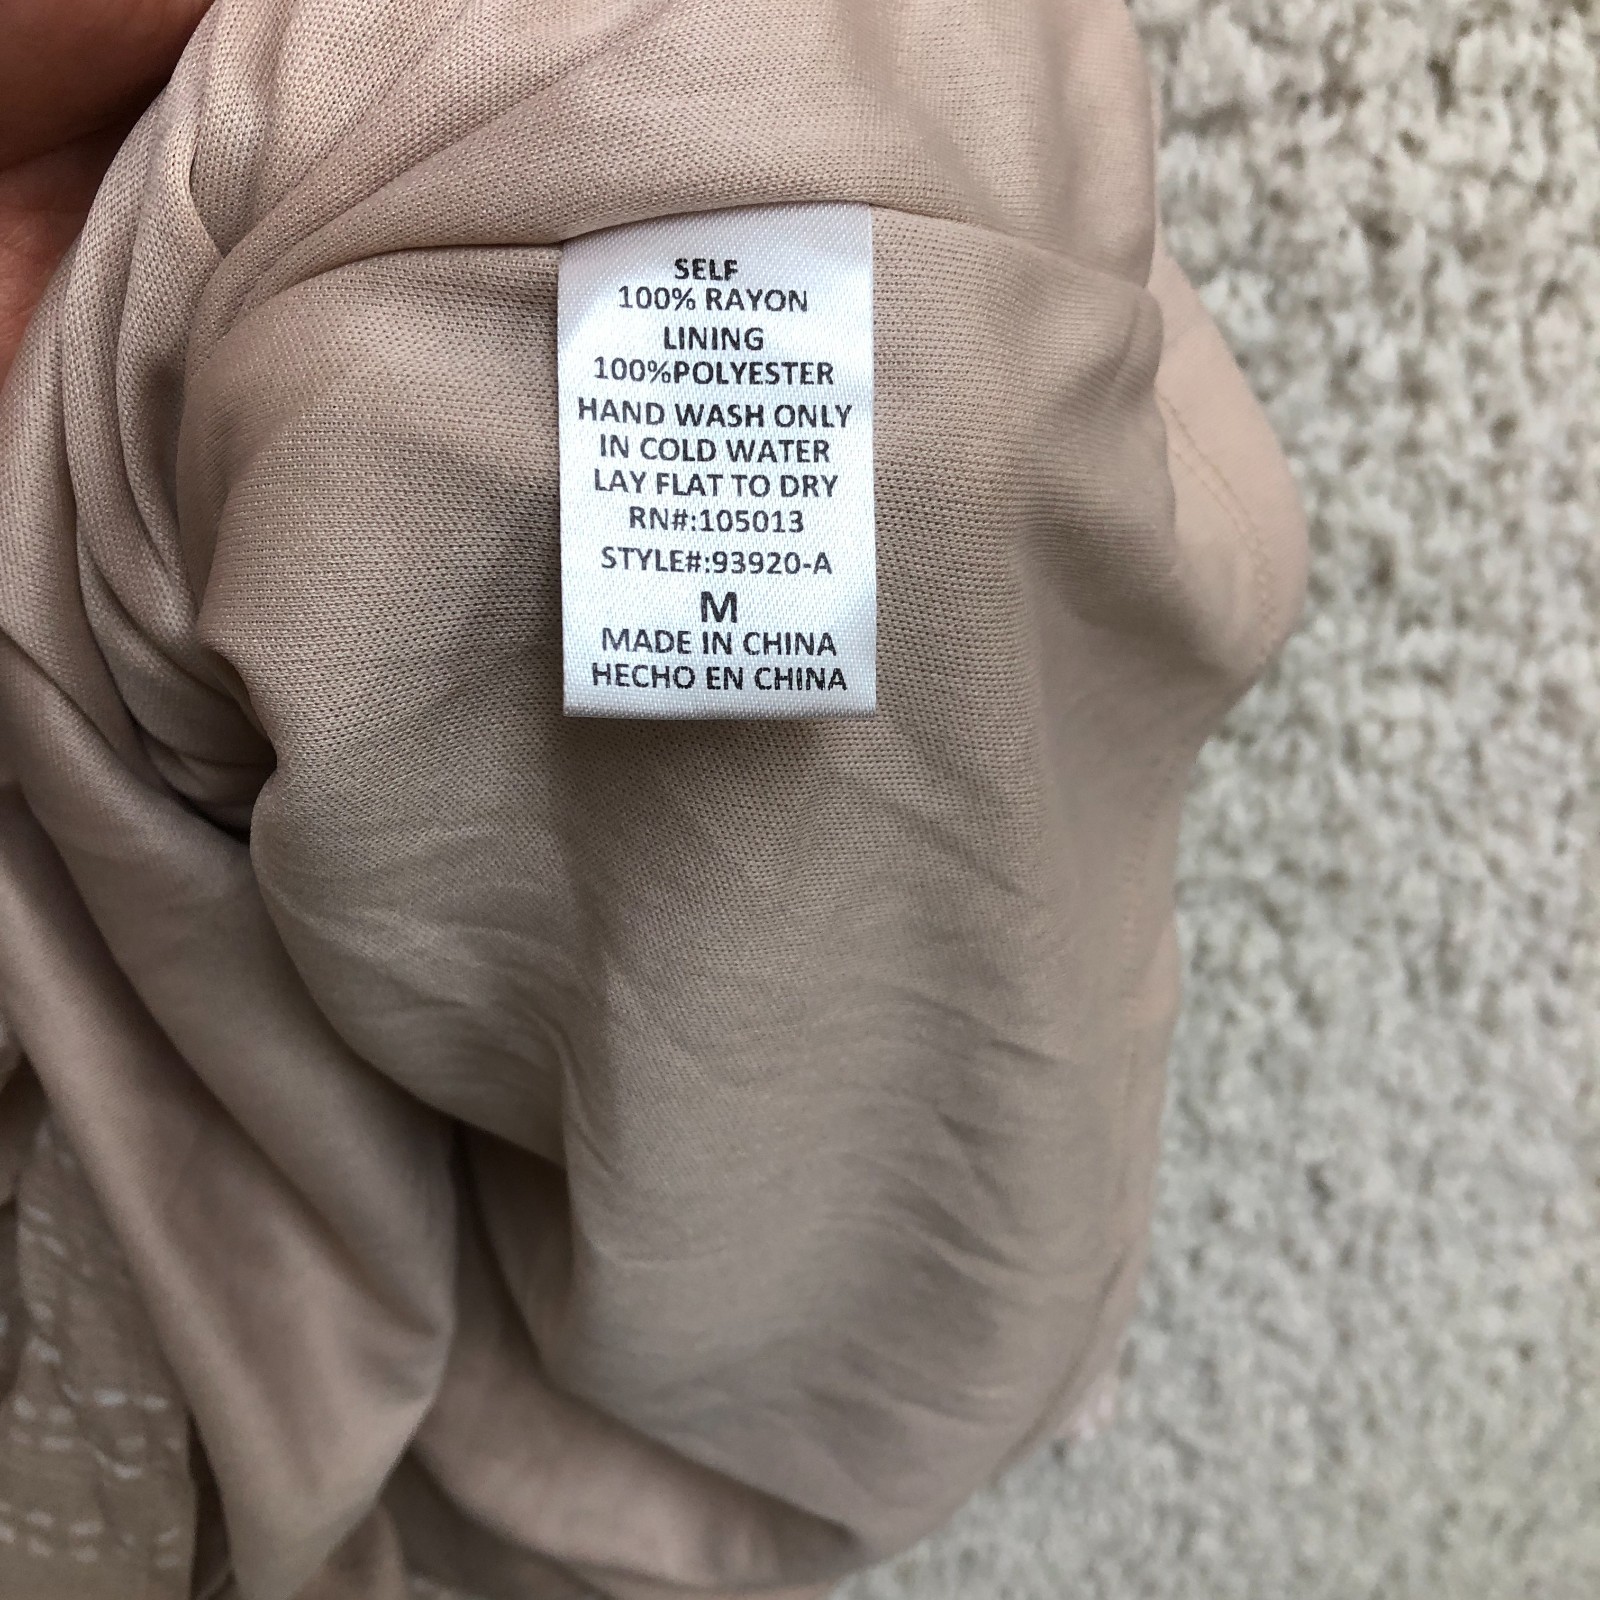 SELF
100% RAYON
LINING
100%POLYESTER
HAND WASH ONLY
IN COLD WATER
LAY FLAT TO DRY
RN#:105013
STYLE#:93920-A
M
MADE IN CHINA
HECHO EN CHINA